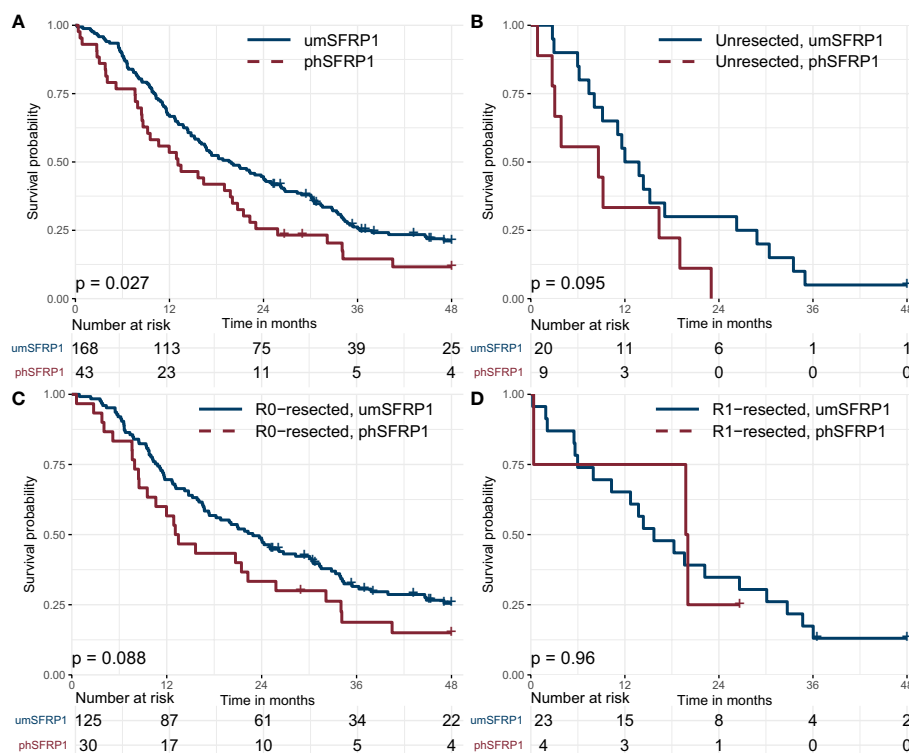 A
1.00
0.75
0.50
0.25
0.00
Survival probability
umSFRP1
phSFRP1
p = 0.027
0 12 24 36 48
Time in months
Number at risk
umSFRP1 168 113 75 39 25
phSFRP1 43 23 11 5 4
B
1.00
0.75
0.50
0.25
0.00
Survival probability
Unresected, umSFRP1
Unresected, phSFRP1
p = 0.095
0 12 24 36 48
Time in months
Number at risk
umSFRP1 20 11 6 1 1
phSFRP1 9 3 0 0 0
C
1.00
0.75
0.50
0.25
0.00
Survival probability
R0−resected, umSFRP1
R0−resected, phSFRP1
p = 0.088
0 12 24 36 48
Time in months
Number at risk
umSFRP1 125 87 61 34 22
phSFRP1 30 17 10 5 4
D
1.00
0.75
0.50
0.25
0.00
Survival probability
R1−resected, umSFRP1
R1−resected, phSFRP1
p = 0.96
0 12 24 36 48
Time in months
Number at risk
umSFRP1 23 15 8 4 2
phSFRP1 4 3 1 0 0